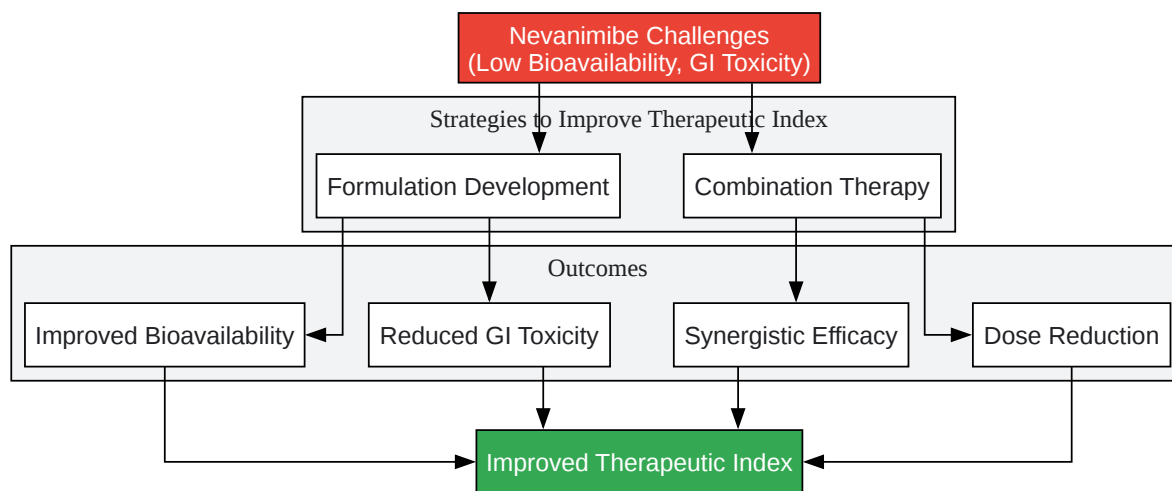 Nevanimibe Challenges
(Low Bioavailability, GI Toxicity)
Strategies to Improve Therapeutic Index
Formulation Development
Combination Therapy
Outcomes
Improved Bioavailability
Reduced GI Toxicity
Synergistic Efficacy
Dose Reduction
Improved Therapeutic Index